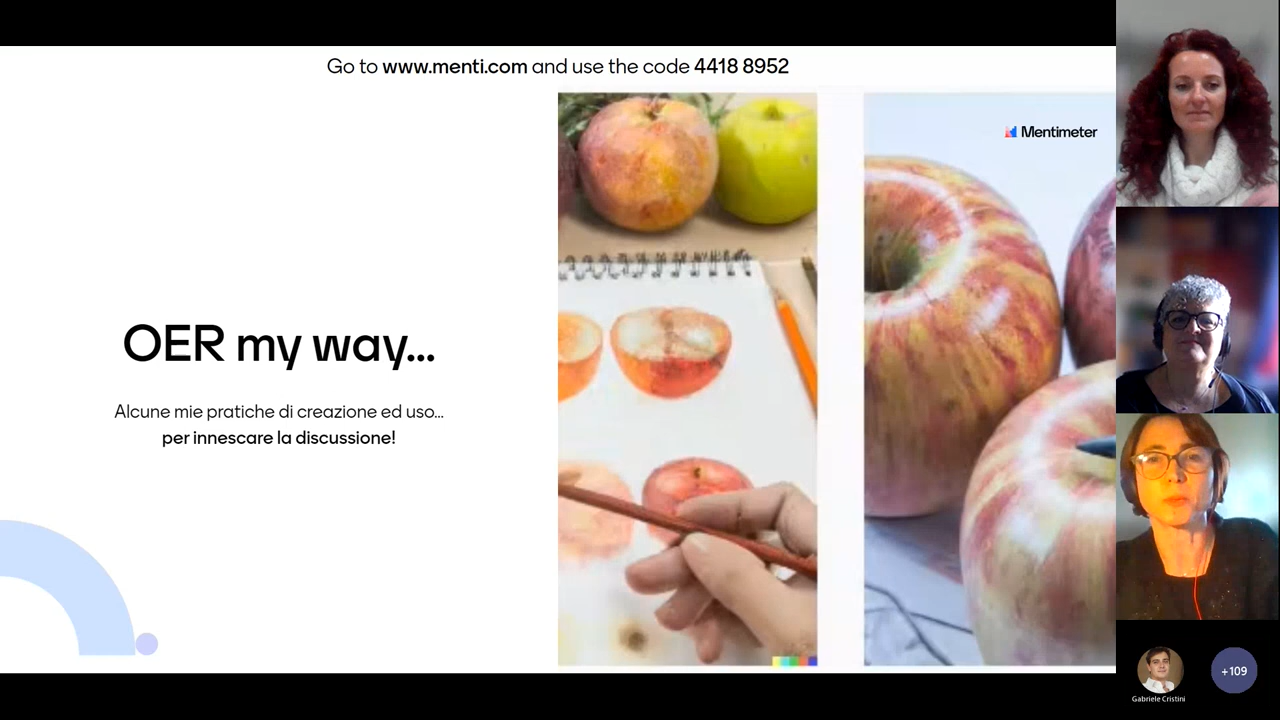 Go to www.menti.com and use the code 4418 8952
Mentimeter
OER my way...
Alcune mie pratiche di creazione ed uso...
per innescare la discussione!
Gabriele Cristini
+109